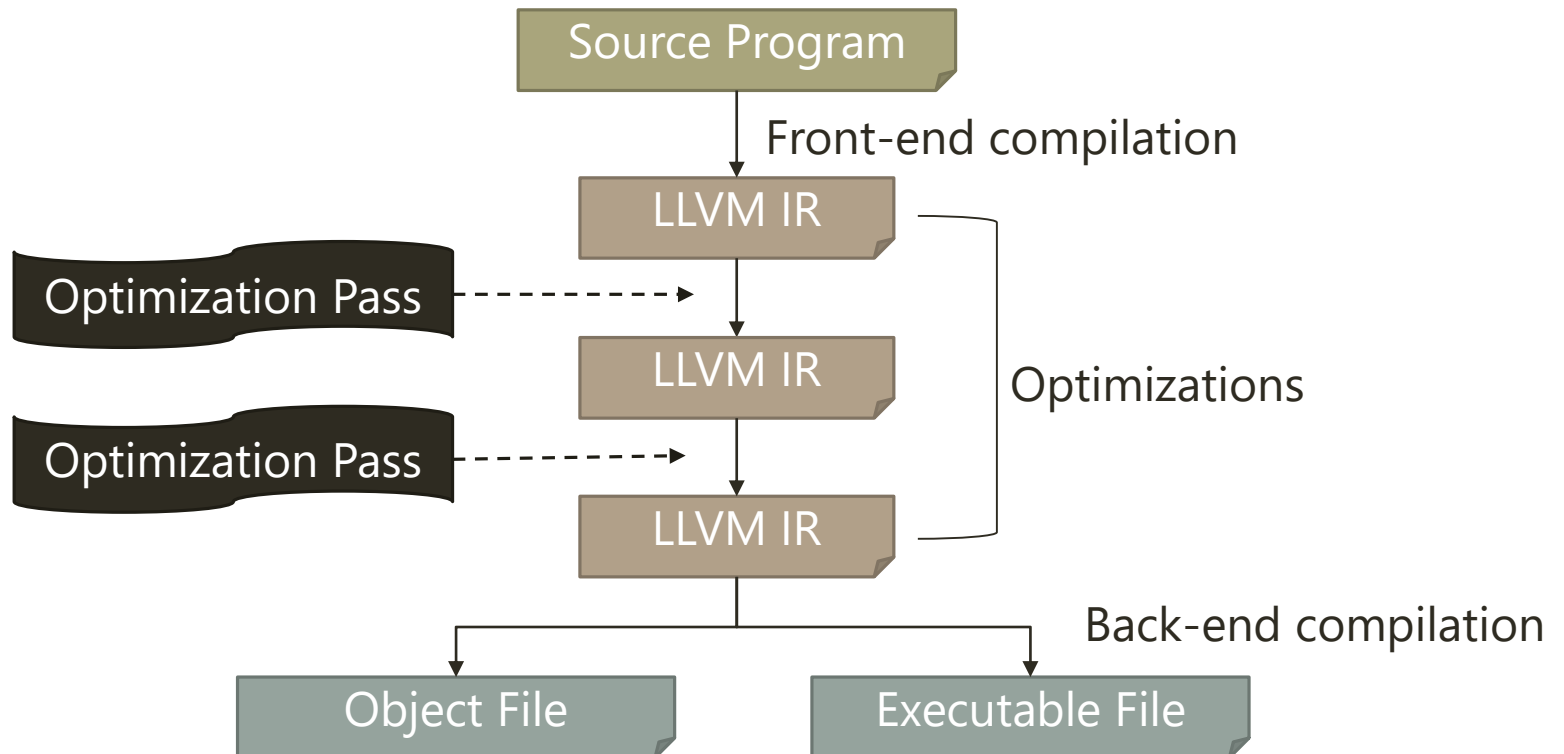 Source Program
Front-end compilation
LLVM IR
Optimization Pass
LLVM IR
Optimizations
Optimization Pass
LLVM IR
Back-end compilation
Object File
Executable File